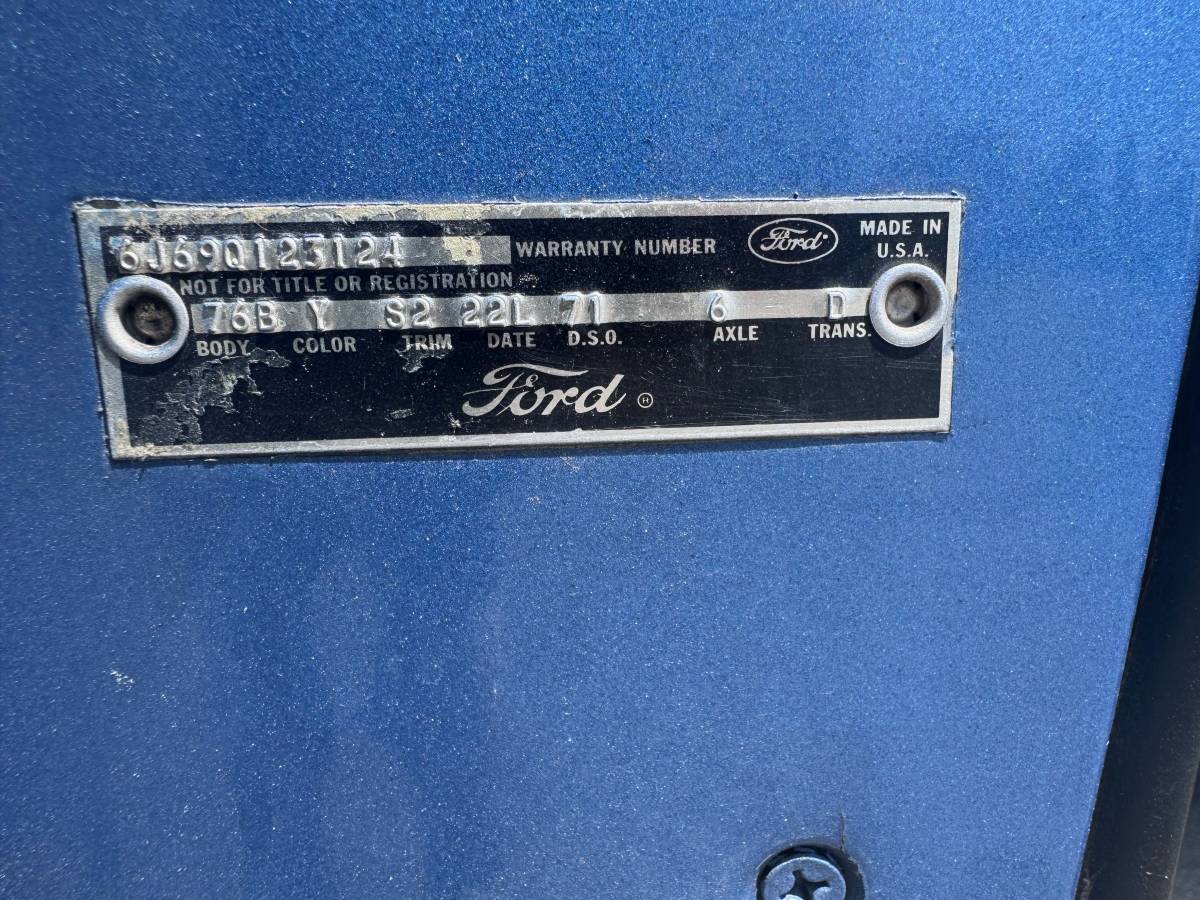 6J69Q123124 WARRANTY NUMBER Ford MADE IN U.S.A.
NOT FOR TITLE OR REGISTRATION
76B Y S2 22L 71 6 D
BODY COLOR TRIM DATE D.S.O. AXLE TRANS.
Ford Ⓗ